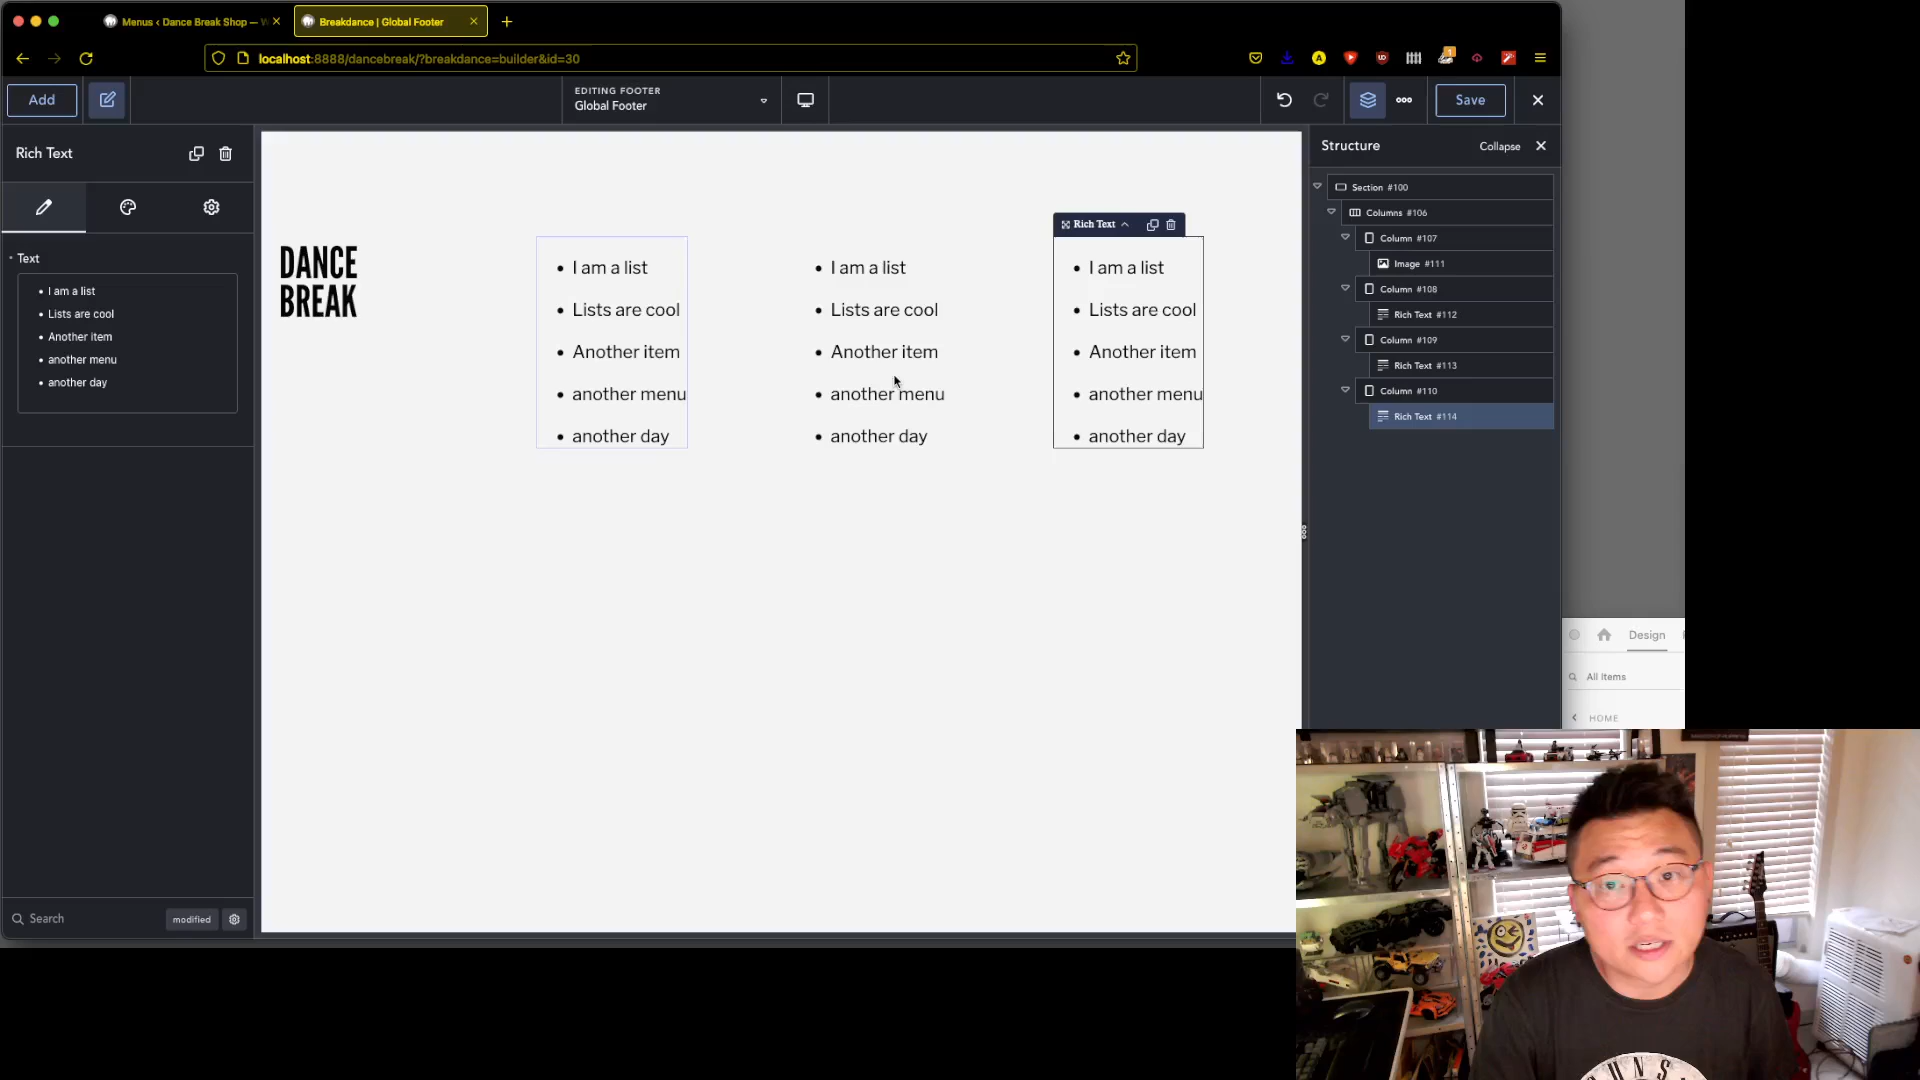 Menus ‹ Dance Break Shop — W
Breakdance | Global Footer
localhost:8888/dancebreak/?breakdance=builder&id=30
Add
EDITING FOOTER
Global Footer
Save
Rich Text
Text
I am a list
Lists are cool
Another item
another menu
another day
Search
modified
DANCE
BREAK
I am a list
Lists are cool
Another item
another menu
another day
I am a list
Lists are cool
Another item
another menu
another day
Rich Text
I am a list
Lists are cool
Another item
another menu
another day
Structure
Collapse
Section #100
Columns #106
Column #107
Image #111
Column #108
Rich Text #112
Column #109
Rich Text #113
Column #110
Rich Text #114
Design
All Items
HOME
GUNS